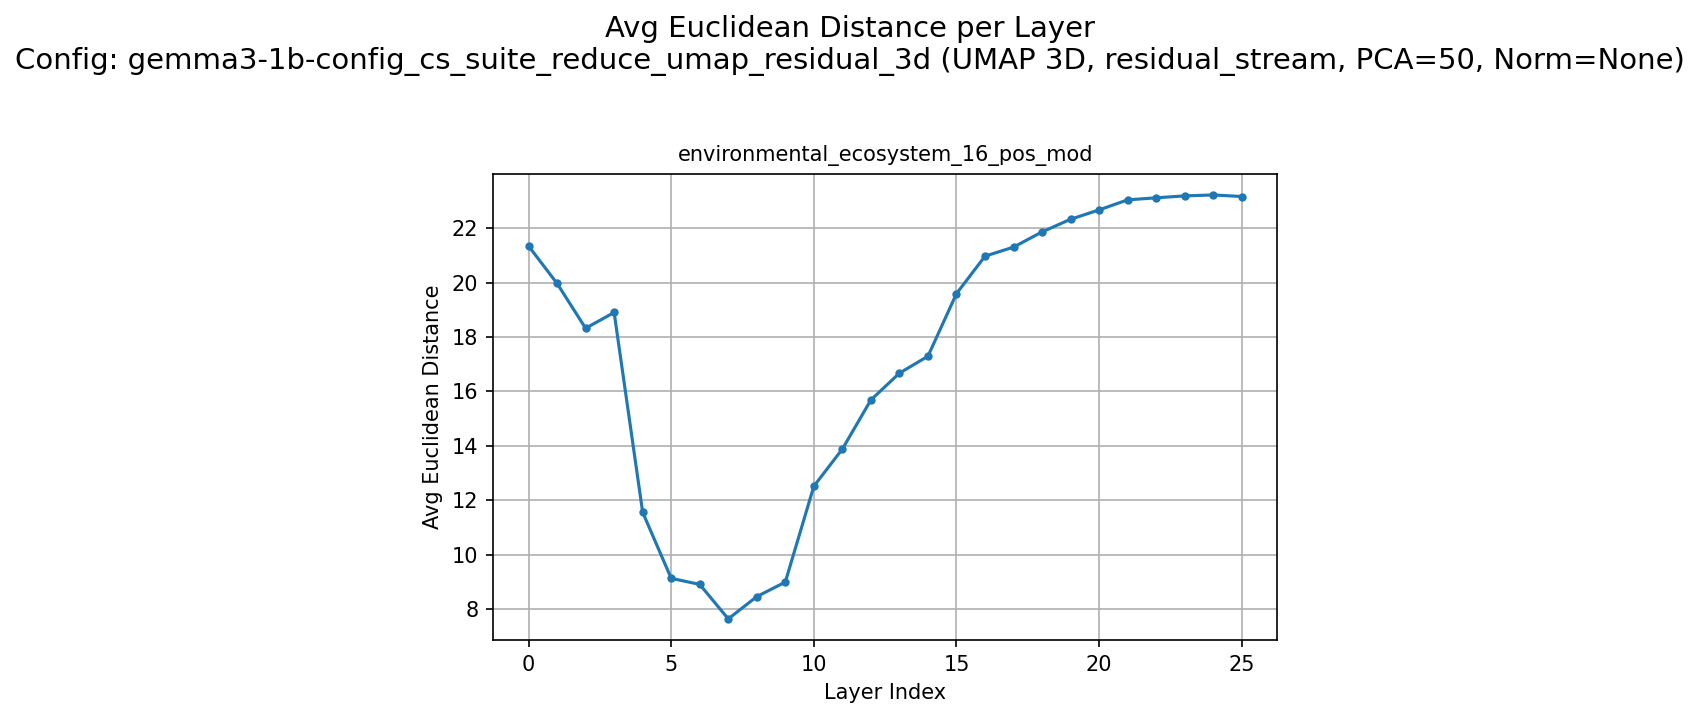 Avg Euclidean Distance per Layer
Config: gemma3-1b-config_cs_suite_reduce_umap_residual_3d (UMAP 3D, residual_stream, PCA=50, Norm=None)
environmental_ecosystem_16_pos_mod
Avg Euclidean Distance
22
20
18
16
14
12
10
8
0 5 10 15 20 25
Layer Index